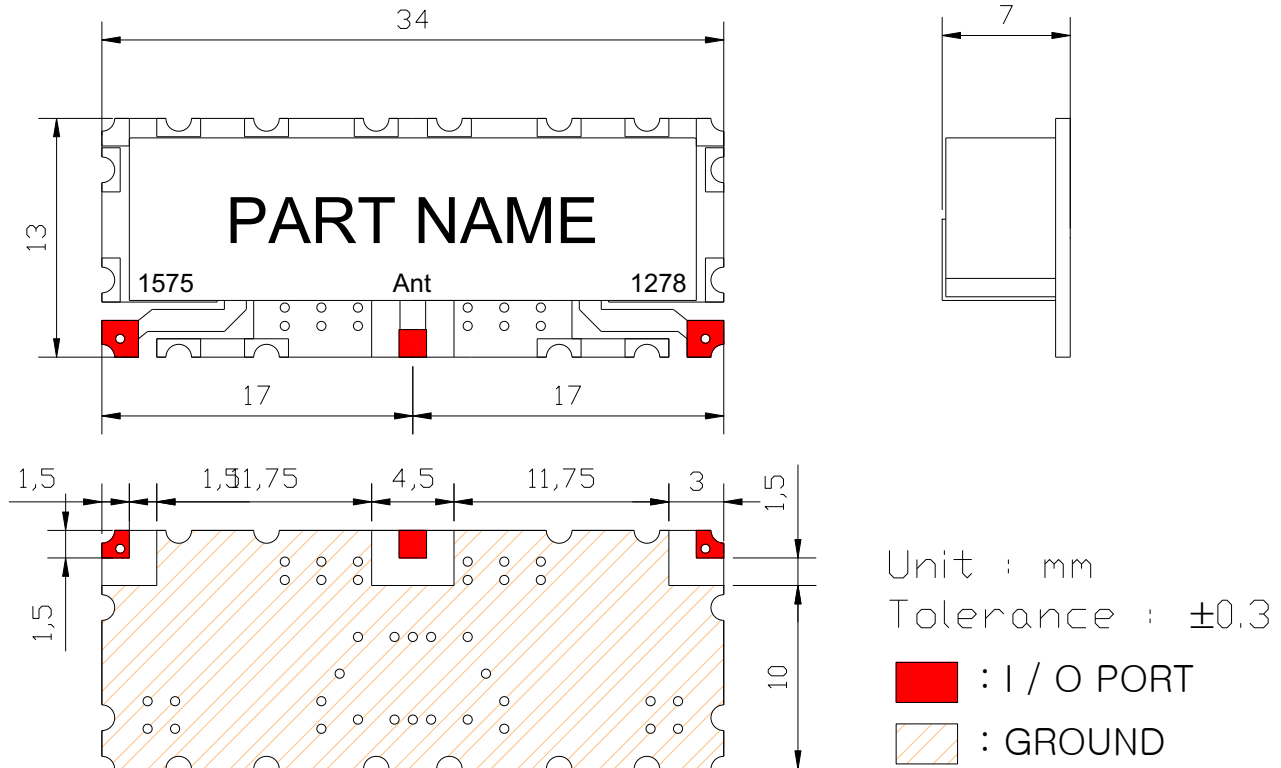 34
7
13
PART NAME
1575 Ant 1278
17 17
1,5 1,5 11,75 4,5 11,75 3 1,5
1,5
10
Unit : mm
Tolerance : ±0.3
: I / O PORT
: GROUND